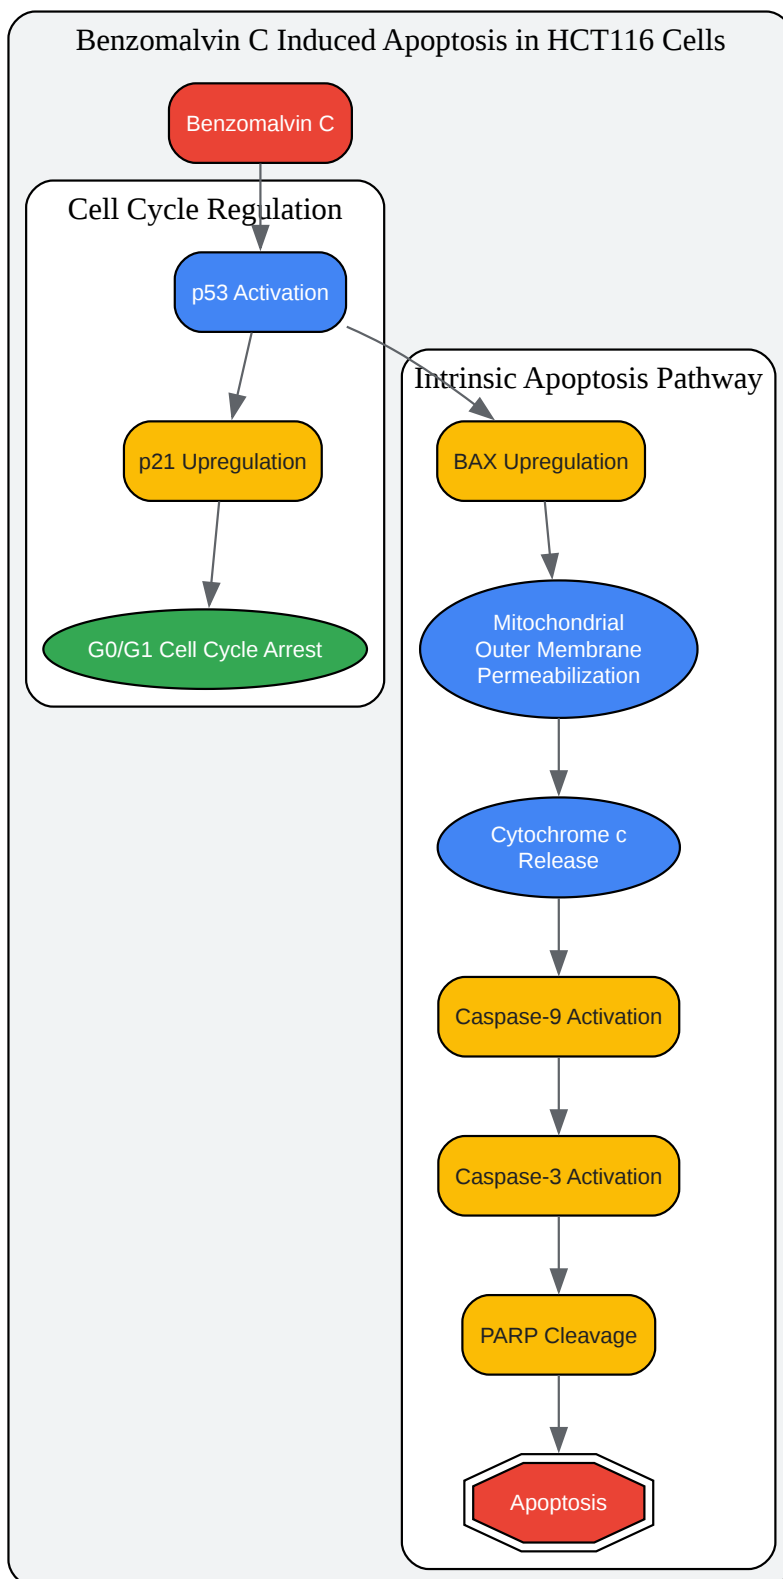 Benzomalvin C Induced Apoptosis in HCT116 Cells
Benzomalvin C
Cell Cycle Regulation
p53 Activation
p21 Upregulation
G0/G1 Cell Cycle Arrest
Intrinsic Apoptosis Pathway
BAX Upregulation
Mitochondrial
Outer Membrane
Permeabilization
Cytochrome c
Release
Caspase-9 Activation
Caspase-3 Activation
PARP Cleavage
Apoptosis